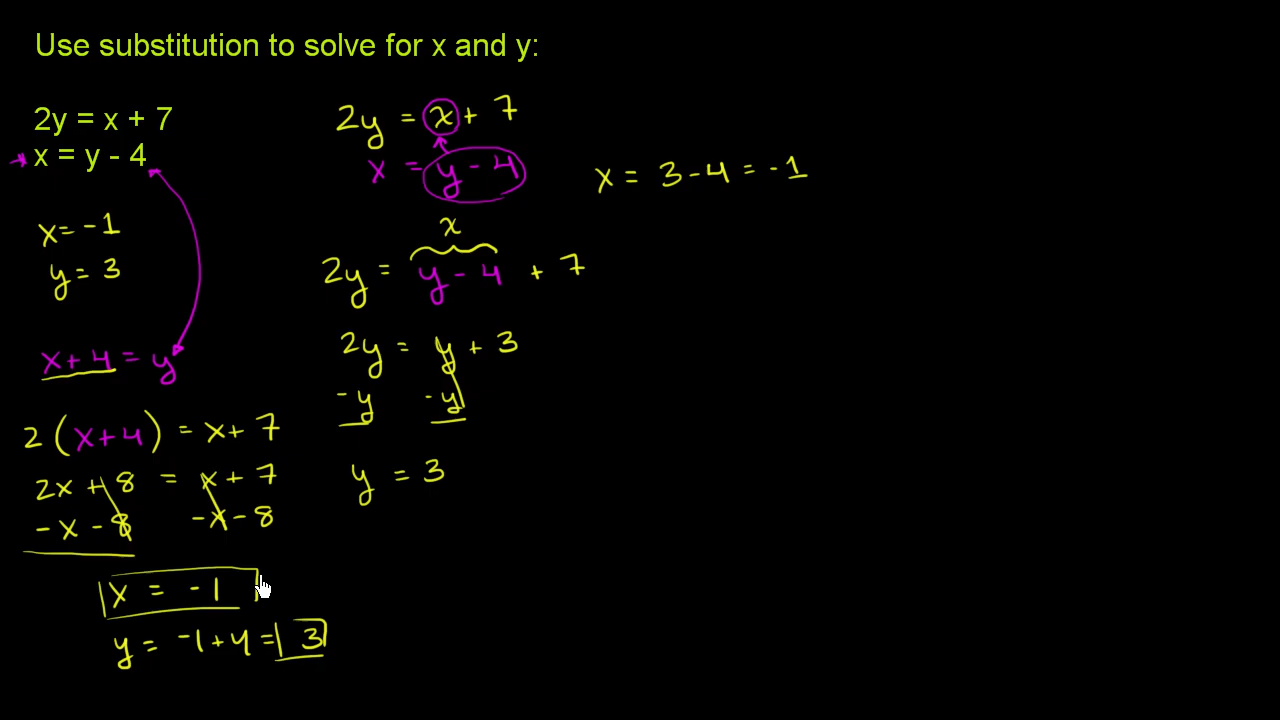 Use substitution to solve for x and y:
2y = x + 7
x = y - 4
x = -1
y = 3
x + 4 = y
2 (x + 4) = x + 7
2x + 8 = x + 7
-x - 8 -x - 8
x = -1
y = -1 + 4 = 3
2y = x + 7
x = y - 4
x
2y = y - 4 + 7
2y = y + 3
-y -y
y = 3
x = 3 - 4 = -1